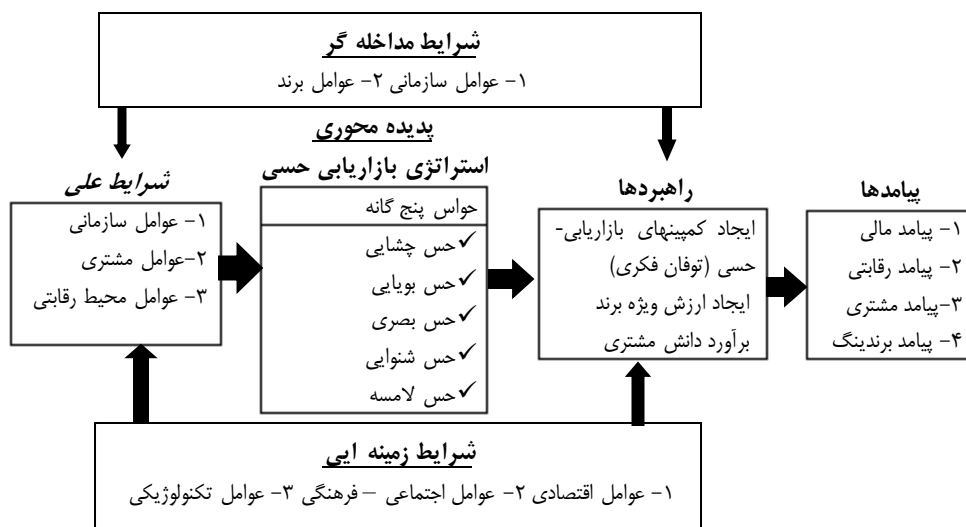 شرایط مداخله گر
۱- عوامل سازمانی ۲- عوامل برند
پدیده محوری
استراتژی بازاریابی حسی
شرایط علی
۱- عوامل سازمانی
۲-عوامل مشتری
۳- عوامل محیط رقابتی
حواس پنج گانه
✓حس چشایی
✓حس بویایی
✓حس بصری
✓حس شنوایی
✓حس لامسه
راهبردها
ایجاد کمپینهای بازاریابی-
حسی (توفان فکری)
ایجاد ارزش ویژه برند
برآورد دانش مشتری
پیامدها
۱- پیامد مالی
۲- پیامد رقابتی
۳-پیامد مشتری
۴- پیامد برندینگ
شرایط زمینه ایی
۱- عوامل اقتصادی ۲- عوامل اجتماعی – فرهنگی ۳- عوامل تکنولوژیکی